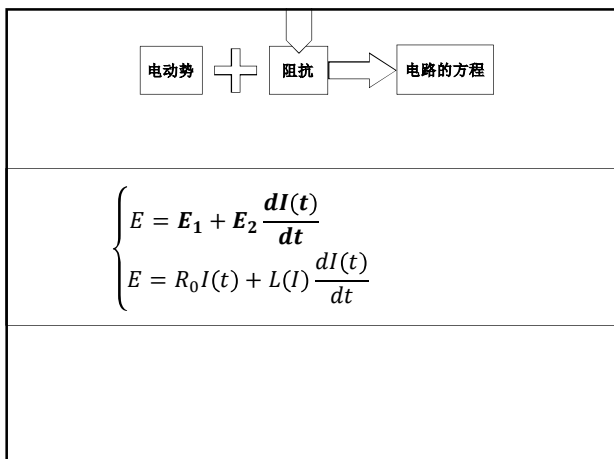 电动势 阻抗 电路的方程
E = E₁ + E₂ dI(t)/dt
E = R₀I(t) + L(I) dI(t)/dt